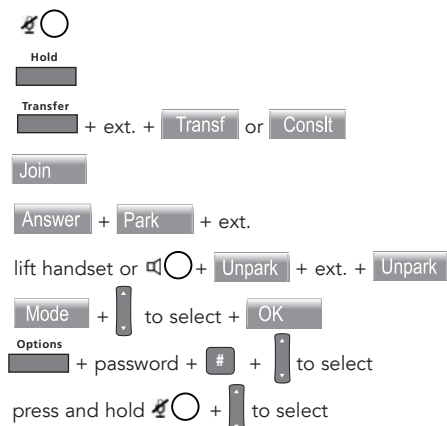 Hold
Transfer
+ ext. + Transf or Conslt
Join
Answer + Park + ext.
lift handset or + Unpark + ext. + Unpark
Mode + to select + OK
Options
+ password + # + to select
press and hold + to select